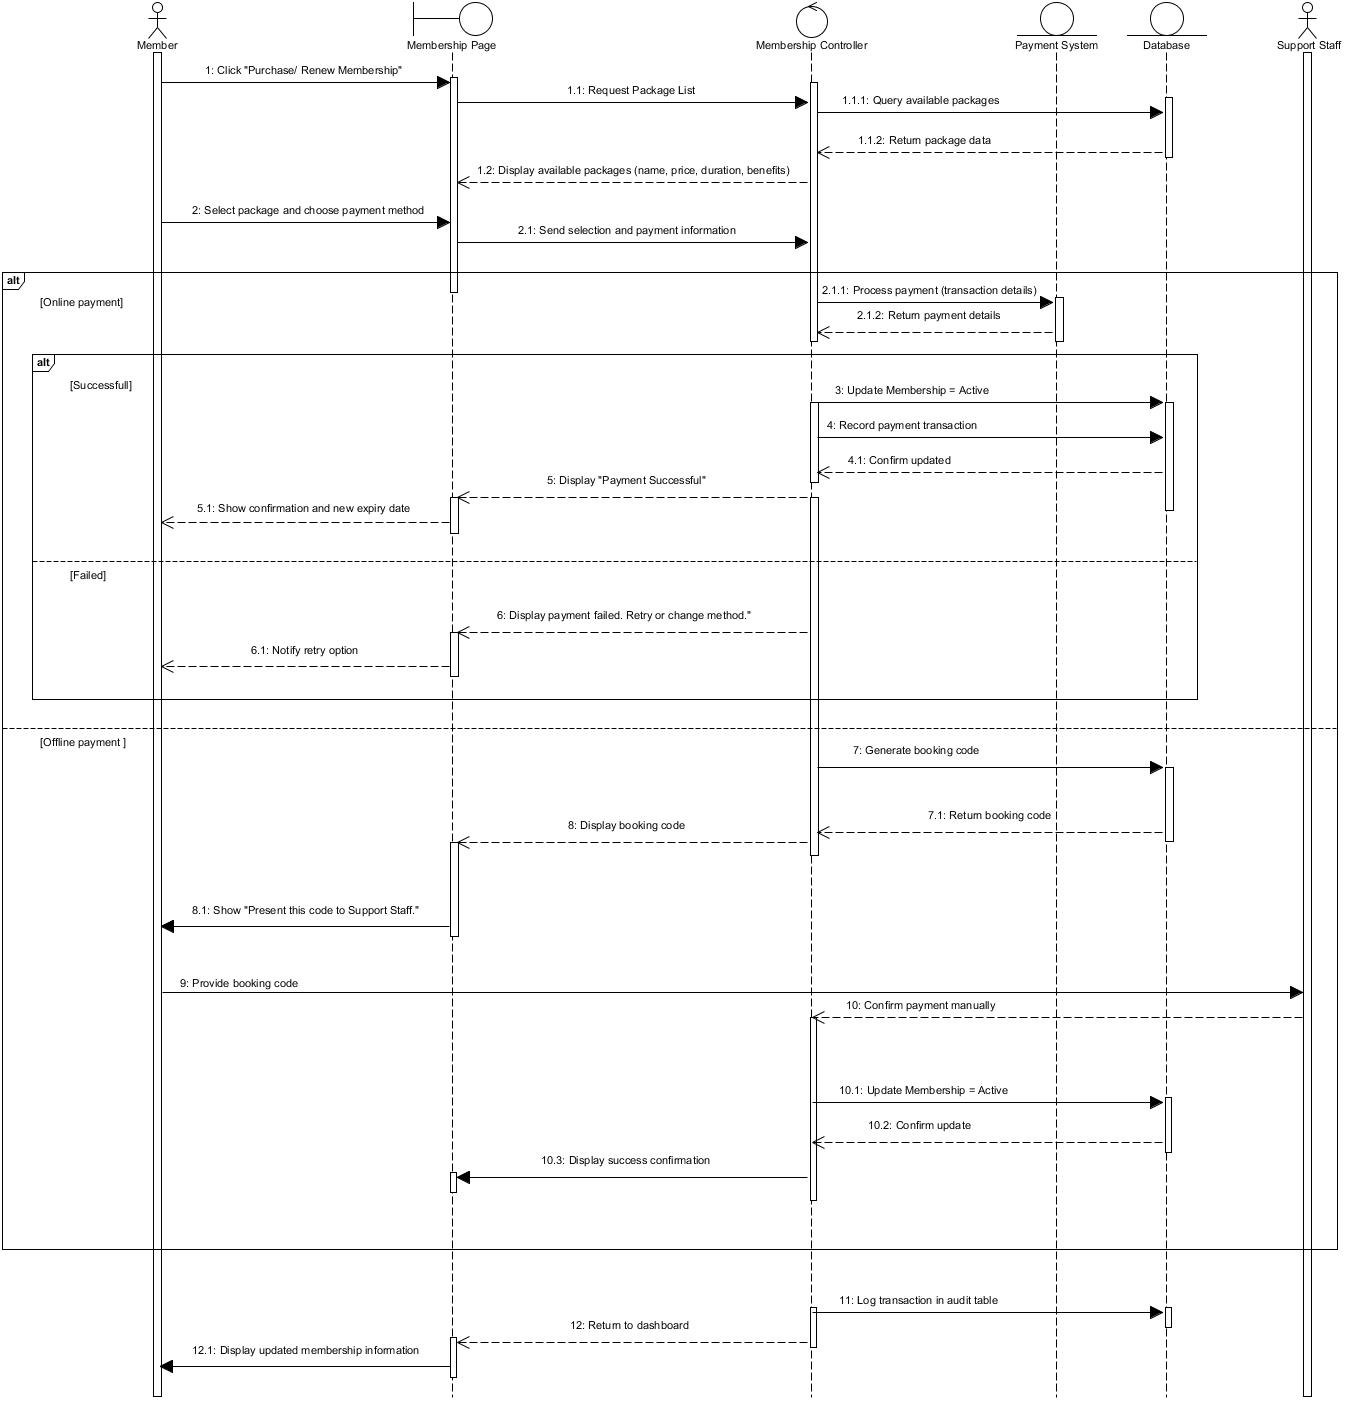 Member
Membership Page
Membership Controller
Payment System
Database
Support Staff
1: Click "Purchase/ Renew Membership"
1.1: Request Package List
1.1.1: Query available packages
1.1.2: Return package data
1.2: Display available packages (name, price, duration, benefits)
2: Select package and choose payment method
2.1: Send selection and payment information
alt
[Online payment]
2.1.1: Process payment (transaction details)
2.1.2: Return payment details
alt
[Successfull]
3: Update Membership = Active
4: Record payment transaction
4.1: Confirm updated
5: Display "Payment Successful"
5.1: Show confirmation and new expiry date
[Failed]
6: Display payment failed. Retry or change method."
6.1: Notify retry option
[Offline payment ]
7: Generate booking code
7.1: Return booking code
8: Display booking code
8.1: Show "Present this code to Support Staff."
9: Provide booking code
10: Confirm payment manually
10.1: Update Membership = Active
10.2: Confirm update
10.3: Display success confirmation
11: Log transaction in audit table
12: Return to dashboard
12.1: Display updated membership information